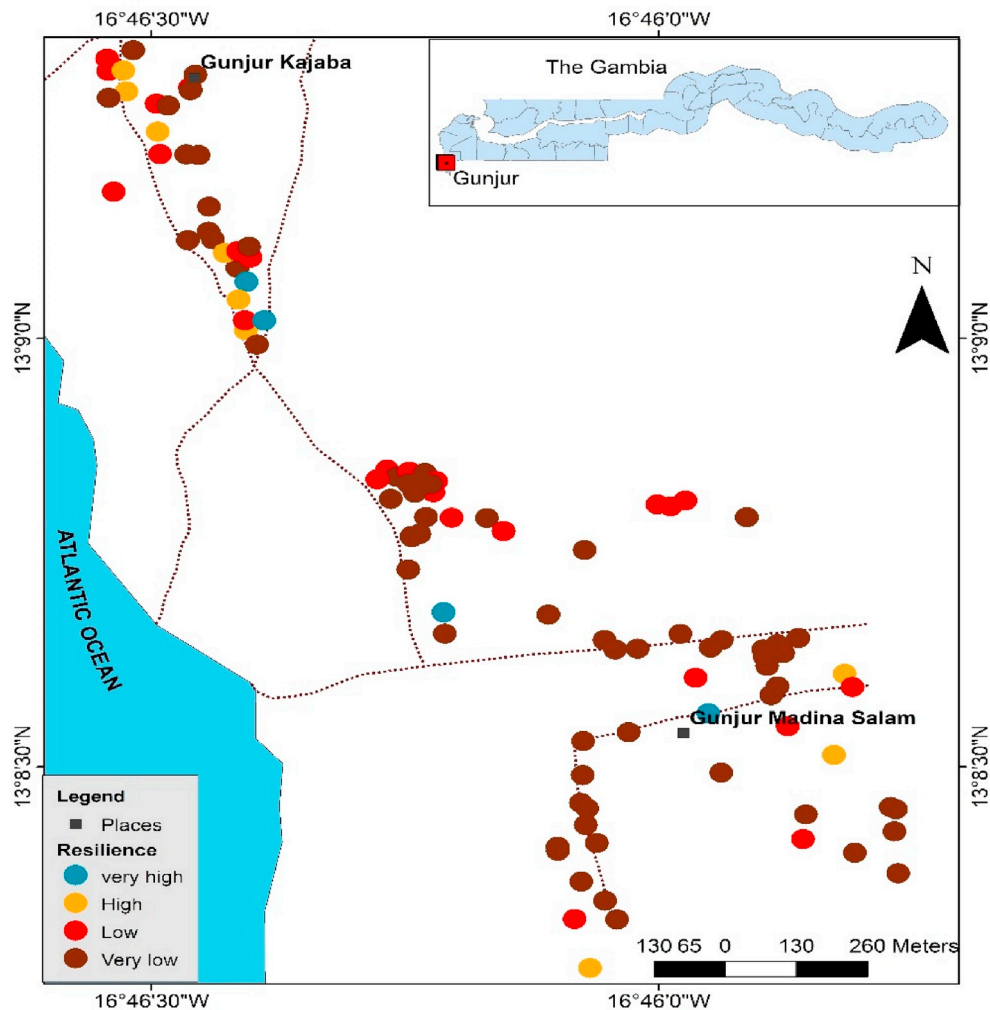 16°46'30"W
16°46'0"W
Gunjur Kajaba
The Gambia
Gunjur
N
13°9'0"N
13°9'0"N
ATLANTIC OCEAN
Gunjur Madina Salam
13°8'30"N
13°8'30"N
Legend
Places
Resilience
very high
High
Low
Very low
130 65 0 130 260 Meters
16°46'30"W
16°46'0"W